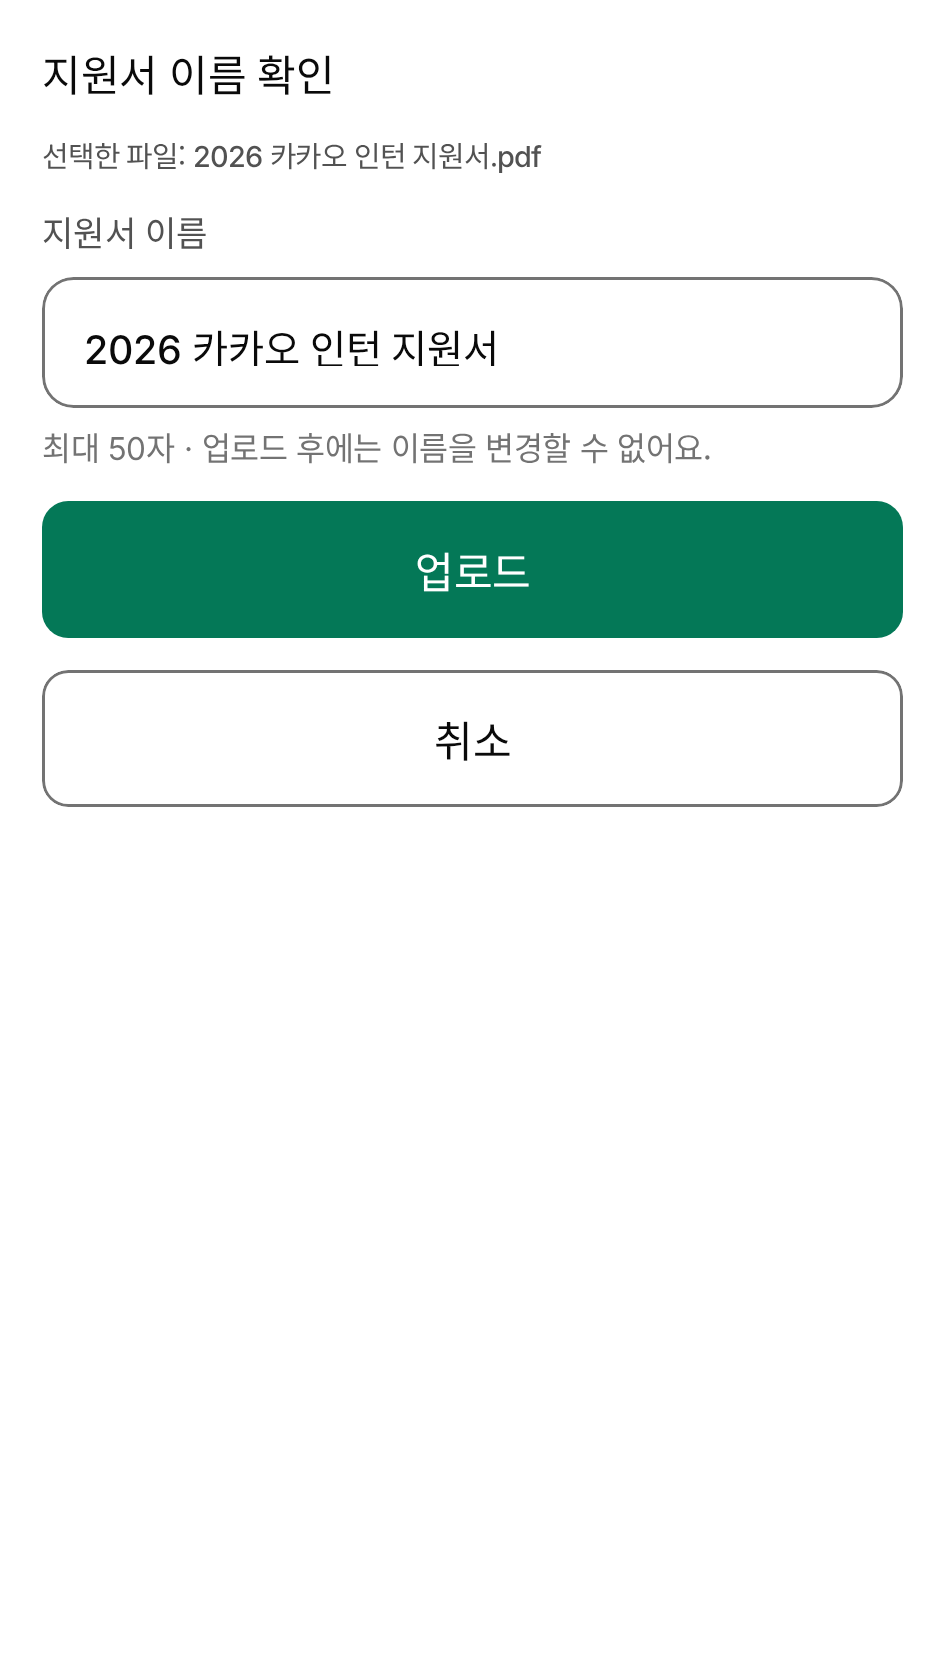 지원서 이름 확인
선택한 파일: 2026 카카오 인턴 지원서.pdf
지원서 이름
2026 카카오 인턴 지원서
최대 50자 · 업로드 후에는 이름을 변경할 수 없어요.
업로드
취소